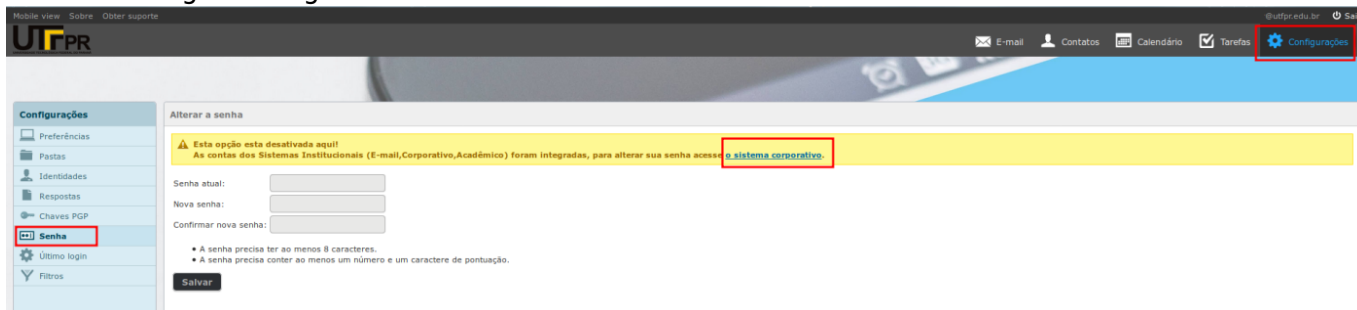 Mobile view Sobre Obter suporte
@utfpr.edu.br
UTFPR
E-mail Contatos Calendário Tarefas Configurações
Configurações
Preferências
Pastas
Identidades
Respostas
Chaves PGP
Senha
Último login
Filtros
Alterar a senha
Esta opção esta desativada aqui!
As contas dos Sistemas Institucionais (E-mail,Corporativo,Acadêmico) foram integradas, para alterar sua senha acesse o sistema corporativo.
Senha atual:
Nova senha:
Confirmar nova senha:
• A senha precisa ter ao menos 8 caracteres.
• A senha precisa conter ao menos um número e um caractere de pontuação.
Salvar